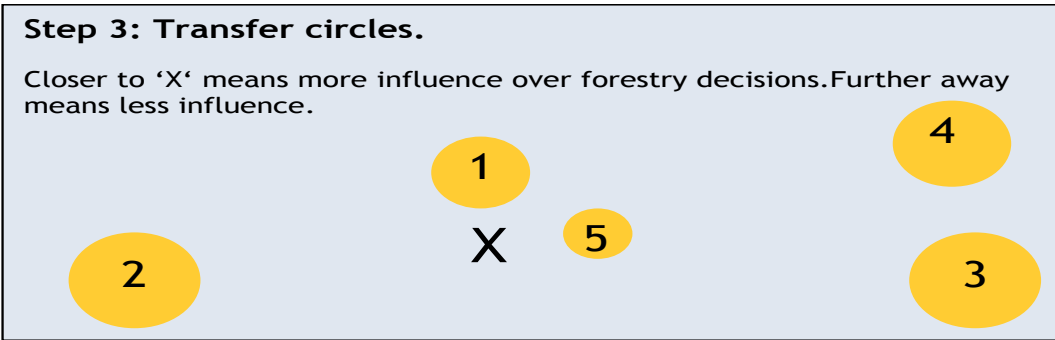 Step 3: Transfer circles.
Closer to ‘X‘ means more influence over forestry decisions.Further away
means less influence.
4
1
X
5
2
3